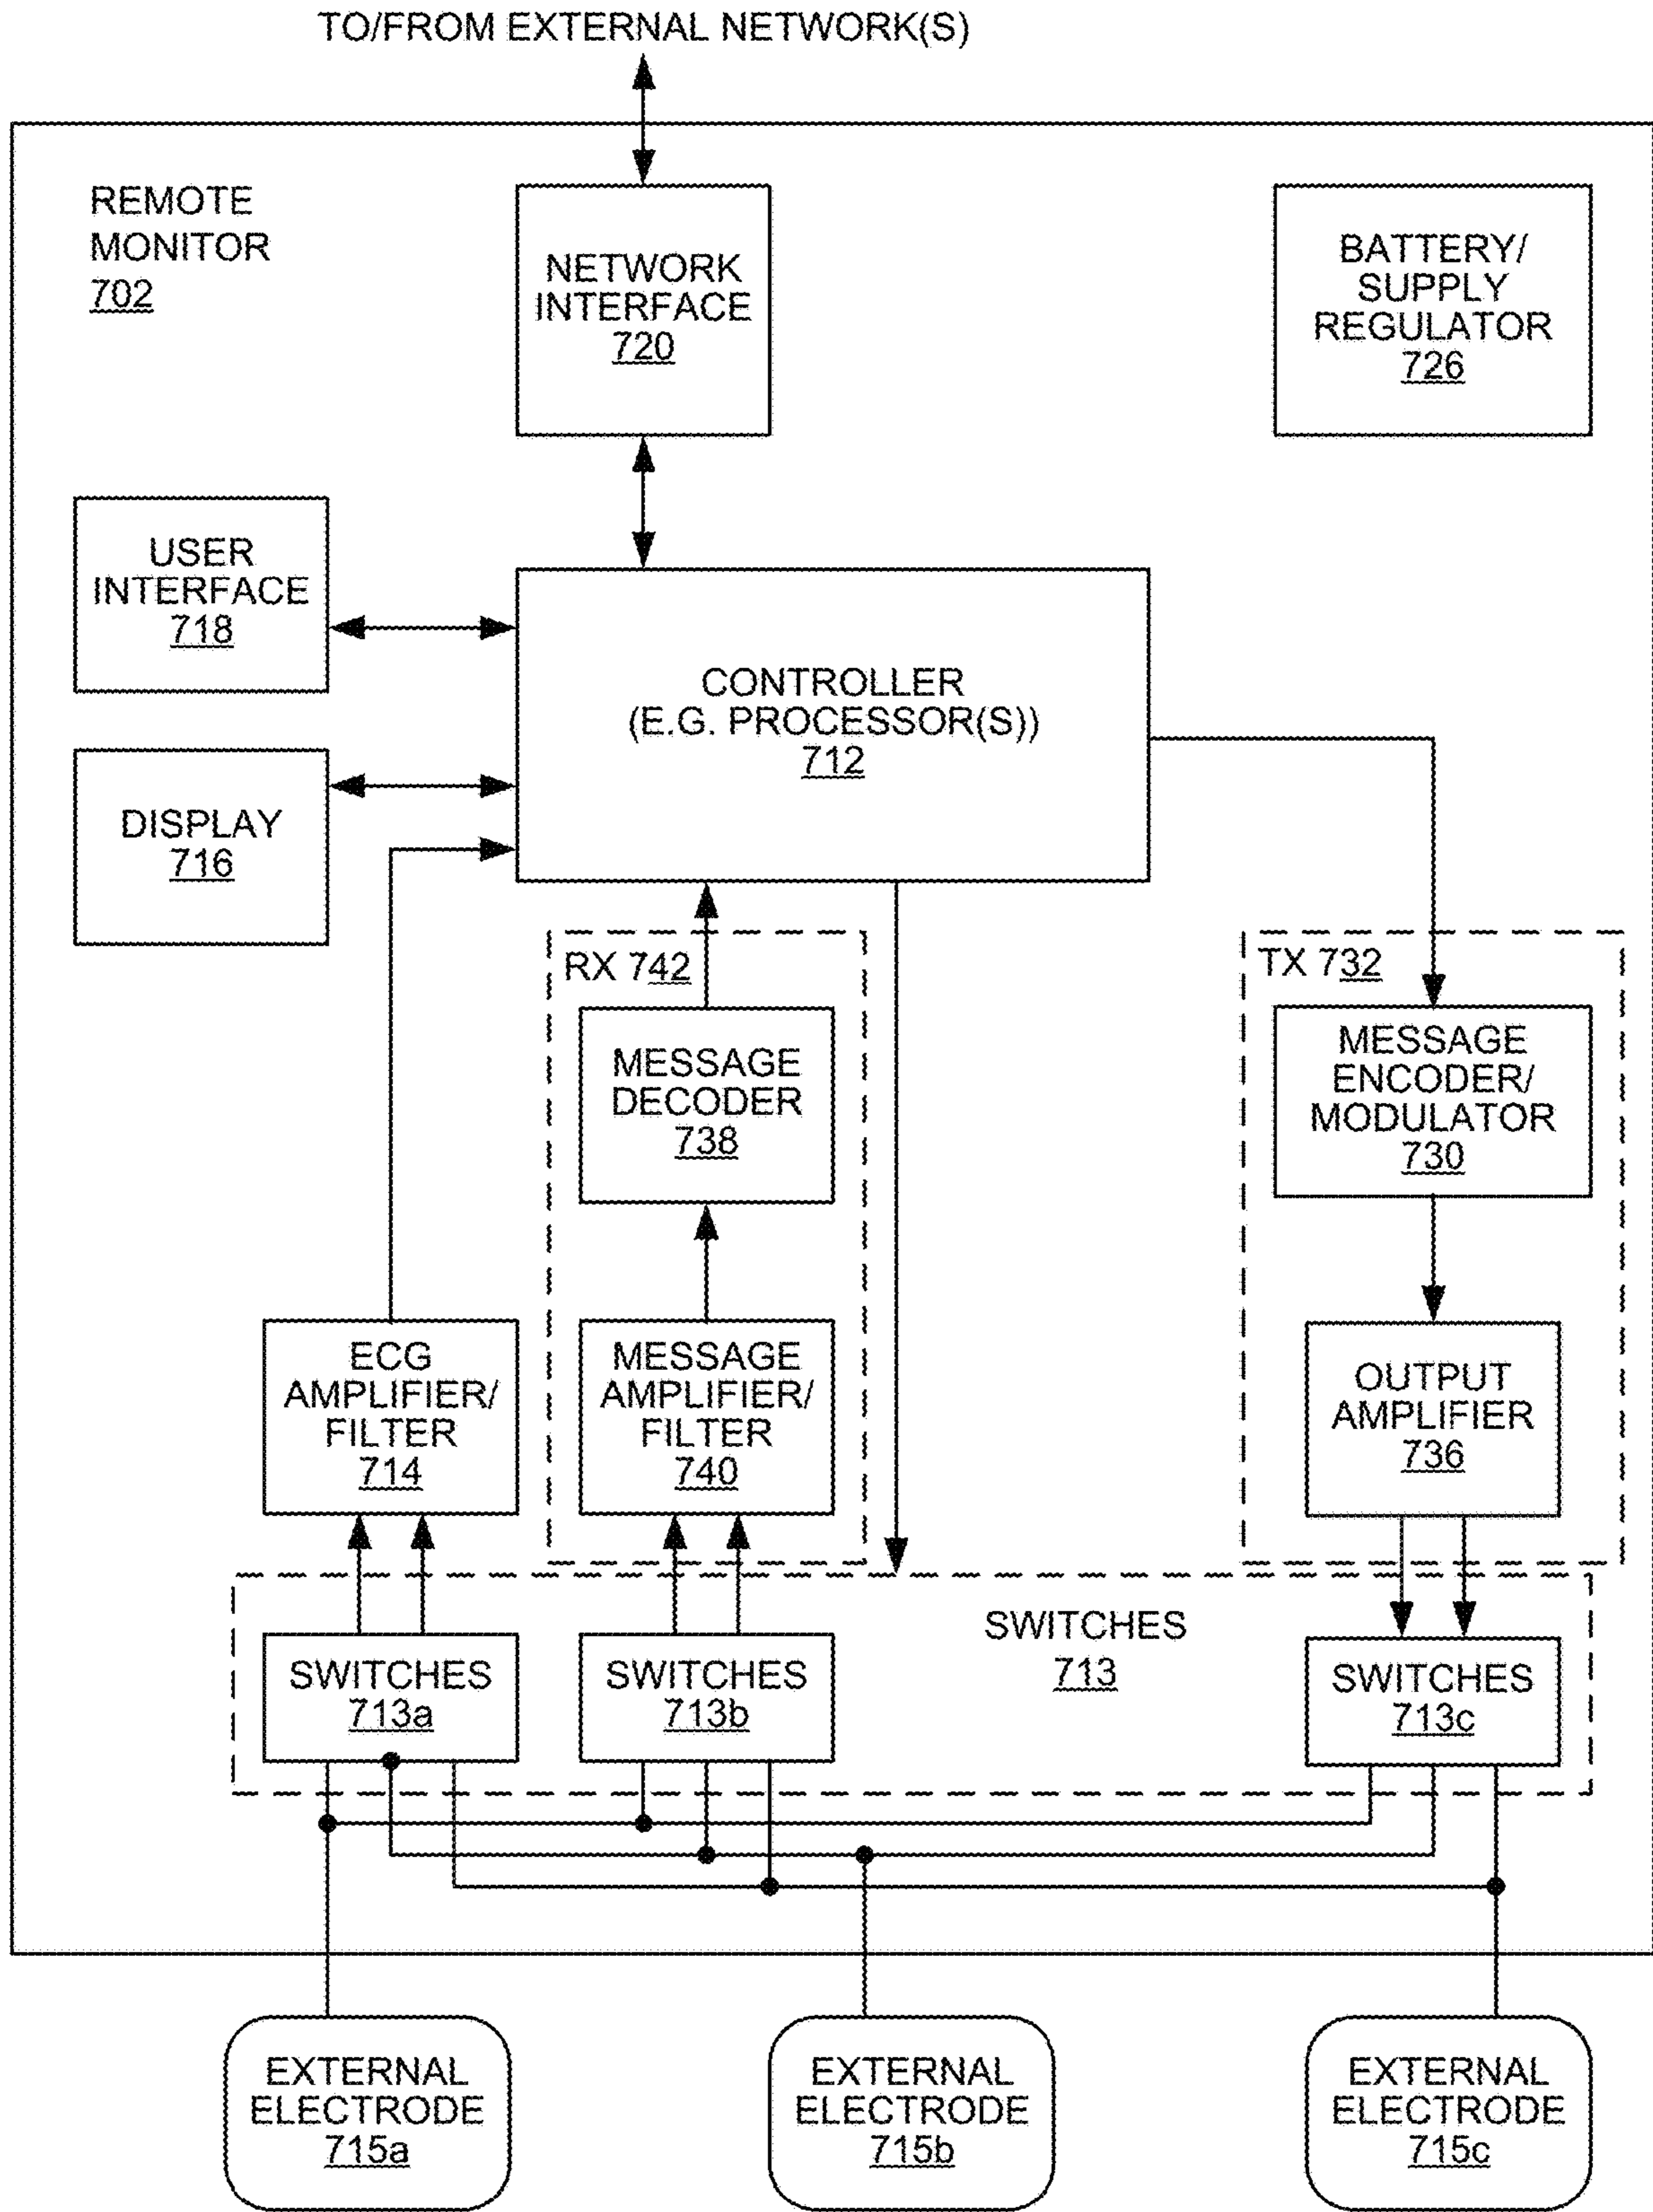 TO/FROM EXTERNAL NETWORK(S)
REMOTE
MONITOR
702
NETWORK
INTERFACE
720
BATTERY/
SUPPLY
REGULATOR
726
USER
INTERFACE
718
CONTROLLER
(E.G. PROCESSOR(S))
712
DISPLAY
716
RX 742
TX 732
MESSAGE
DECODER
738
MESSAGE
ENCODER/
MODULATOR
730
ECG
AMPLIFIER/
FILTER
714
MESSAGE
AMPLIFIER/
FILTER
740
OUTPUT
AMPLIFIER
736
SWITCHES
713
SWITCHES
713a
SWITCHES
713b
SWITCHES
713c
EXTERNAL
ELECTRODE
715a
EXTERNAL
ELECTRODE
715b
EXTERNAL
ELECTRODE
715c